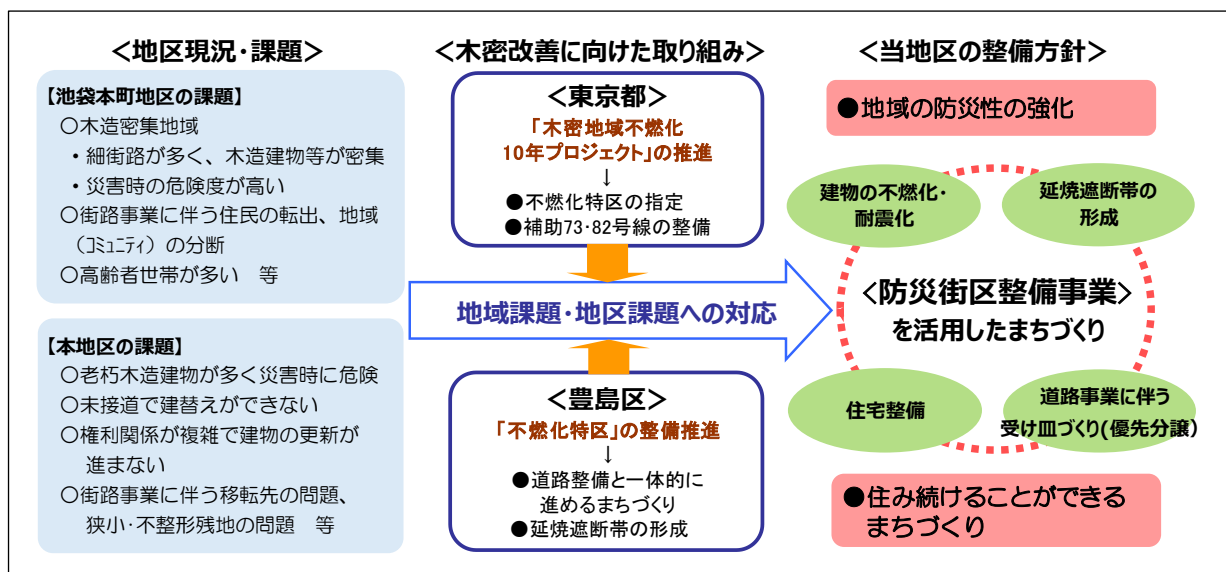 <地区現況・課題>
【池袋本町地区の課題】
○木造密集地域
・細街路が多く、木造建物等が密集
・災害時の危険度が高い
○街路事業に伴う住民の転出、地域
（ｺﾐｭﾆﾃｨ）の分断
○高齢者世帯が多い　等
【本地区の課題】
○老朽木造建物が多く災害時に危険
○未接道で建替えができない
○権利関係が複雑で建物の更新が
進まない
○街路事業に伴う移転先の問題、
狭小・不整形残地の問題　等
<木密改善に向けた取り組み>
<東京都>
「木密地域不燃化
10年プロジェクト」の推進
↓
●不燃化特区の指定
●補助73・82号線の整備
地域課題・地区課題への対応
<豊島区>
「不燃化特区」の整備推進
↓
●道路整備と一体的に
進めるまちづくり
●延焼遮断帯の形成
<当地区の整備方針>
●地域の防災性の強化
建物の不燃化・
耐震化
延焼遮断帯の
形成
<防災街区整備事業>
を活用したまちづくり
住宅整備
道路事業に伴う
受け皿づくり(優先分譲)
●住み続けることができる
まちづくり